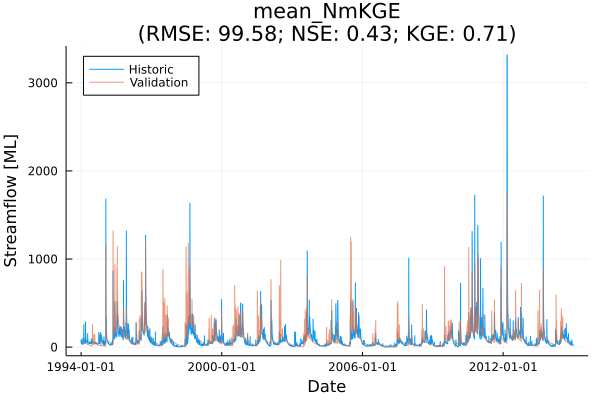 mean_NmKGE
(RMSE: 99.58; NSE: 0.43; KGE: 0.71)
Historic
Validation
Streamflow [ML]
3000
2000
1000
0
1994-01-01
2000-01-01
2006-01-01
2012-01-01
Date